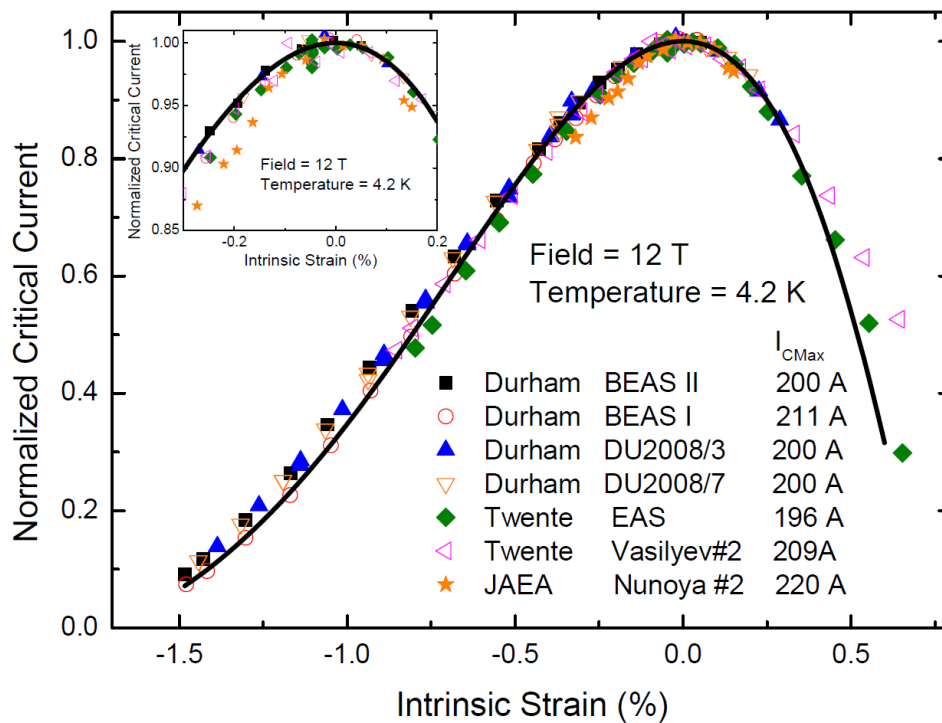 1.00
0.95
0.90
0.85
-0.2
0.0
0.2
Normalized Critical Current
Intrinsic Strain (%)
Field = 12 T
Temperature = 4.2 K
Field = 12 T
Temperature = 4.2 K
I_CMax
Durham BEAS II 200 A
Durham BEAS I 211 A
Durham DU2008/3 200 A
Durham DU2008/7 200 A
Twente EAS 196 A
Twente Vasilyev#2 209A
JAEA Nunoya #2 220 A
1.0
0.8
0.6
0.4
0.2
0.0
Normalized Critical Current
-1.5
-1.0
-0.5
0.0
0.5
Intrinsic Strain (%)